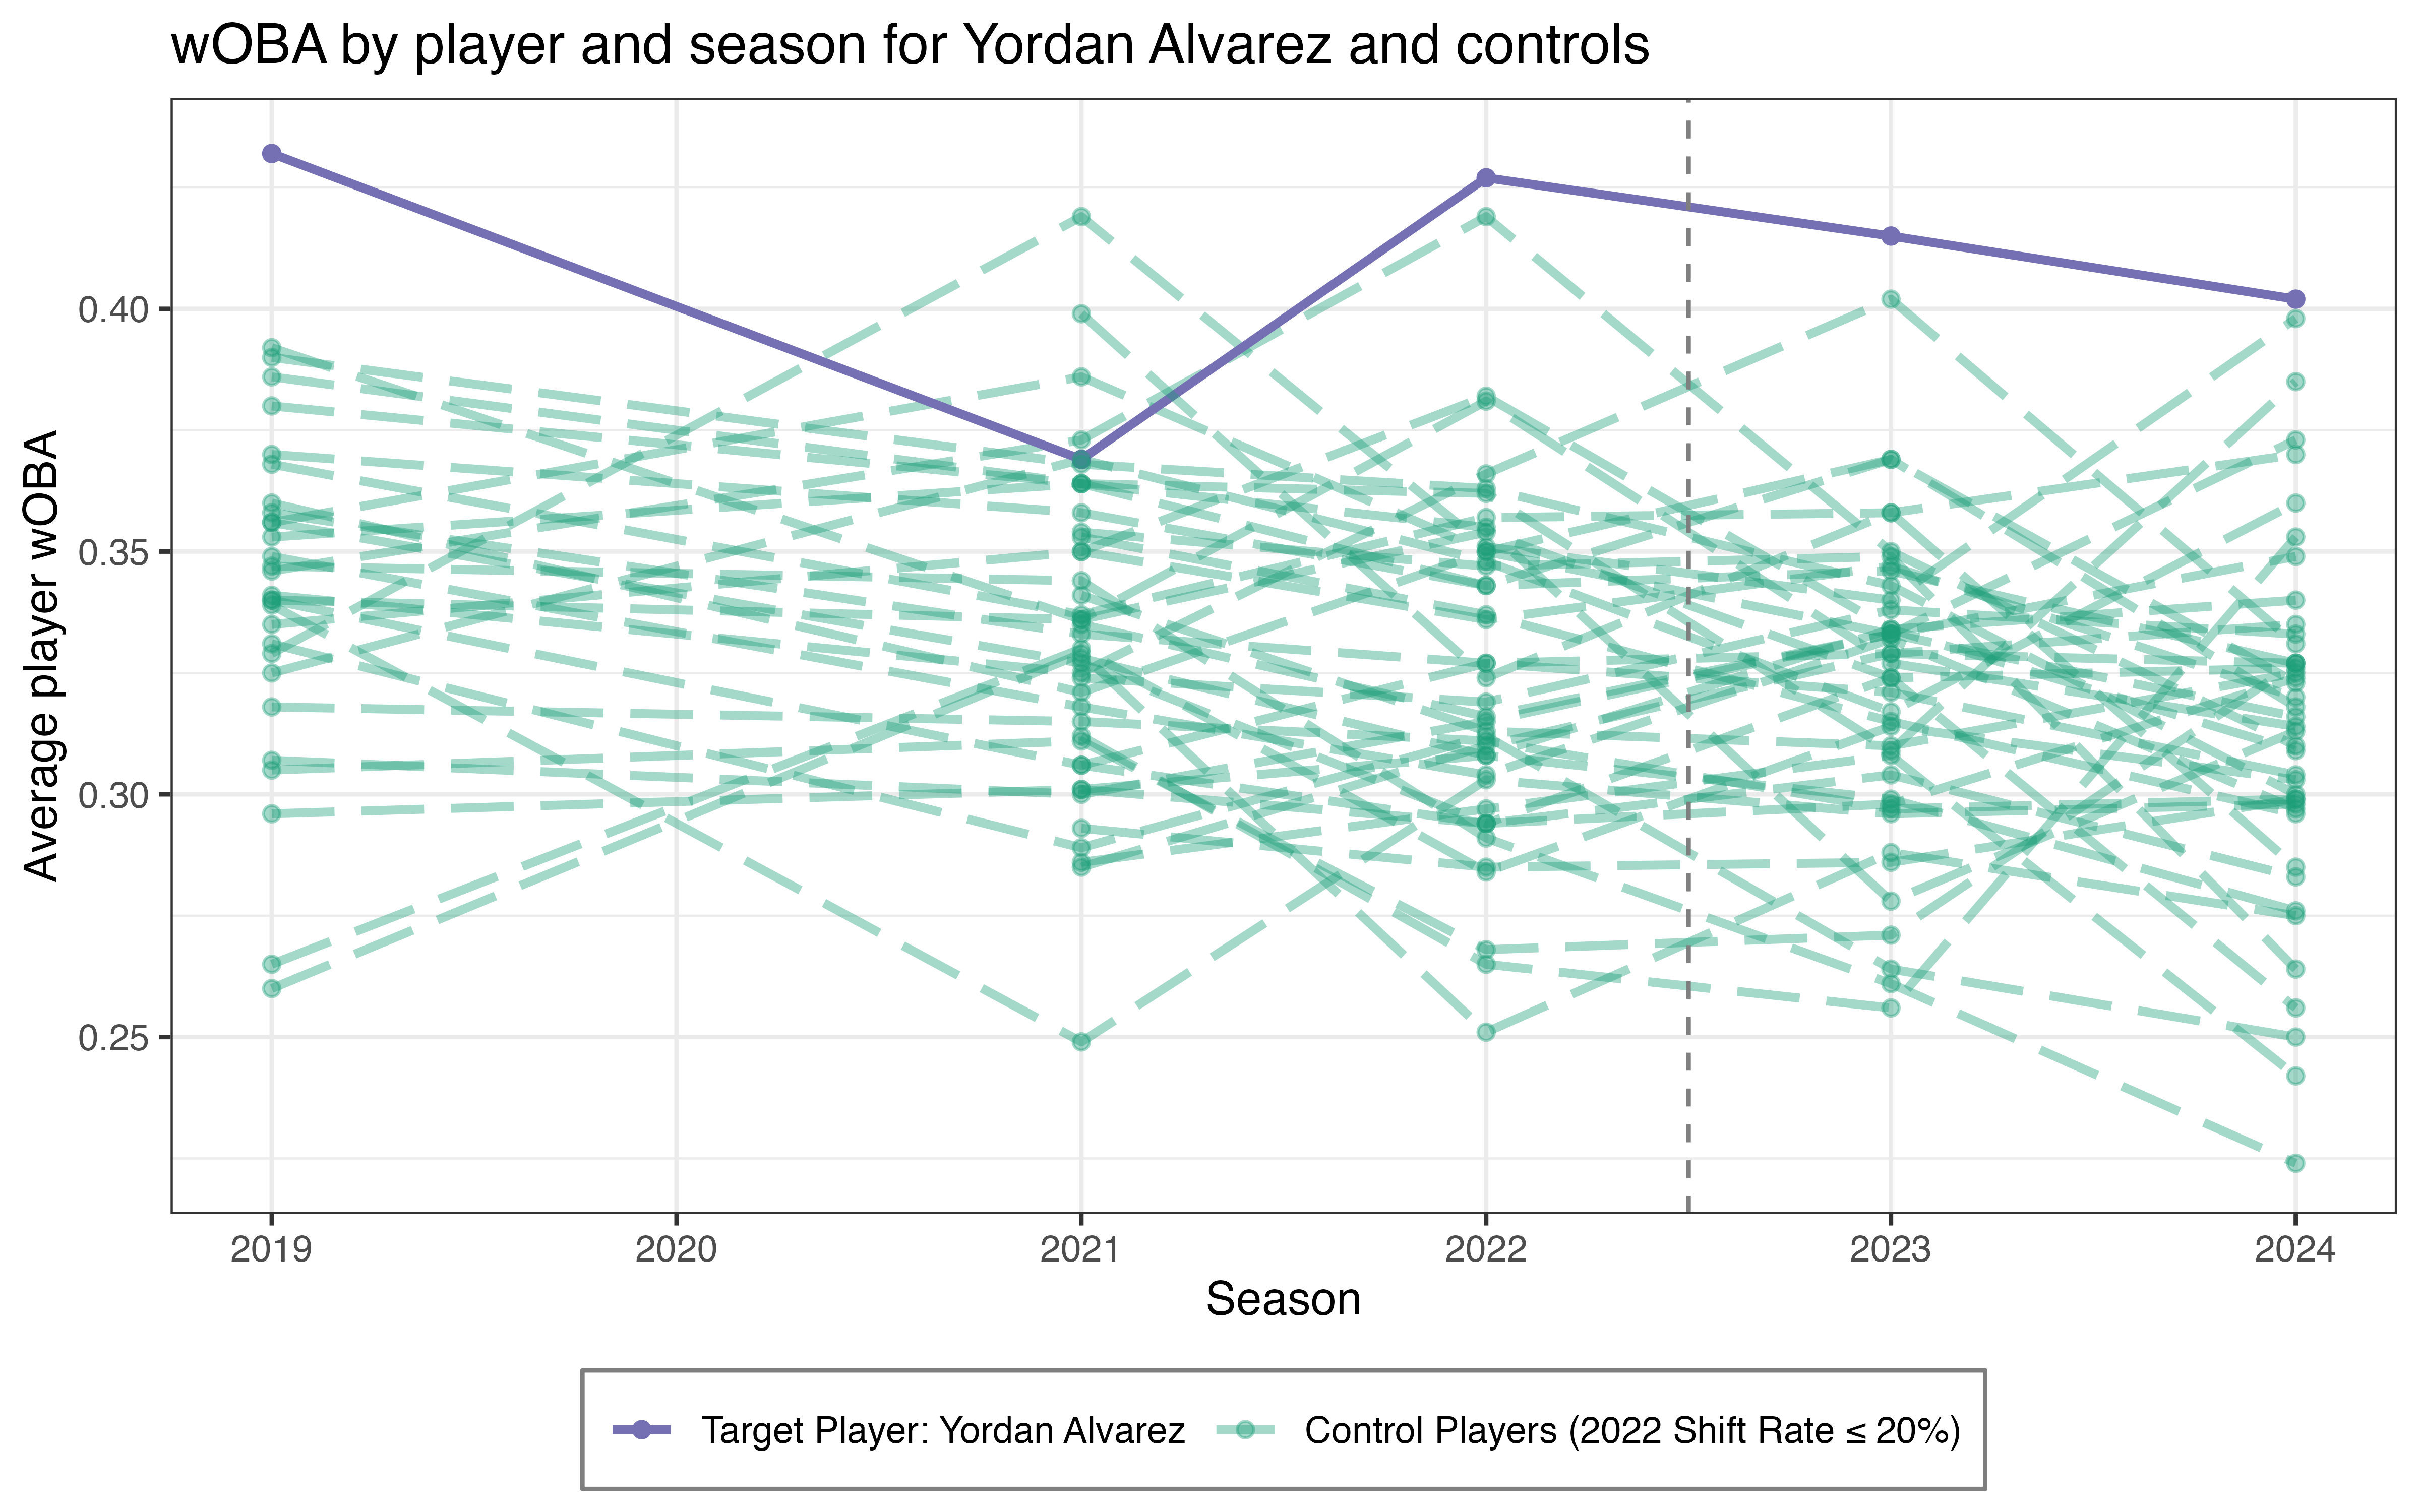 wOBA by player and season for Yordan Alvarez and controls
Average player wOBA
0.40
0.35
0.30
0.25
2019 2020 2021 2022 2023 2024
Season
Target Player: Yordan Alvarez Control Players (2022 Shift Rate ≤ 20%)